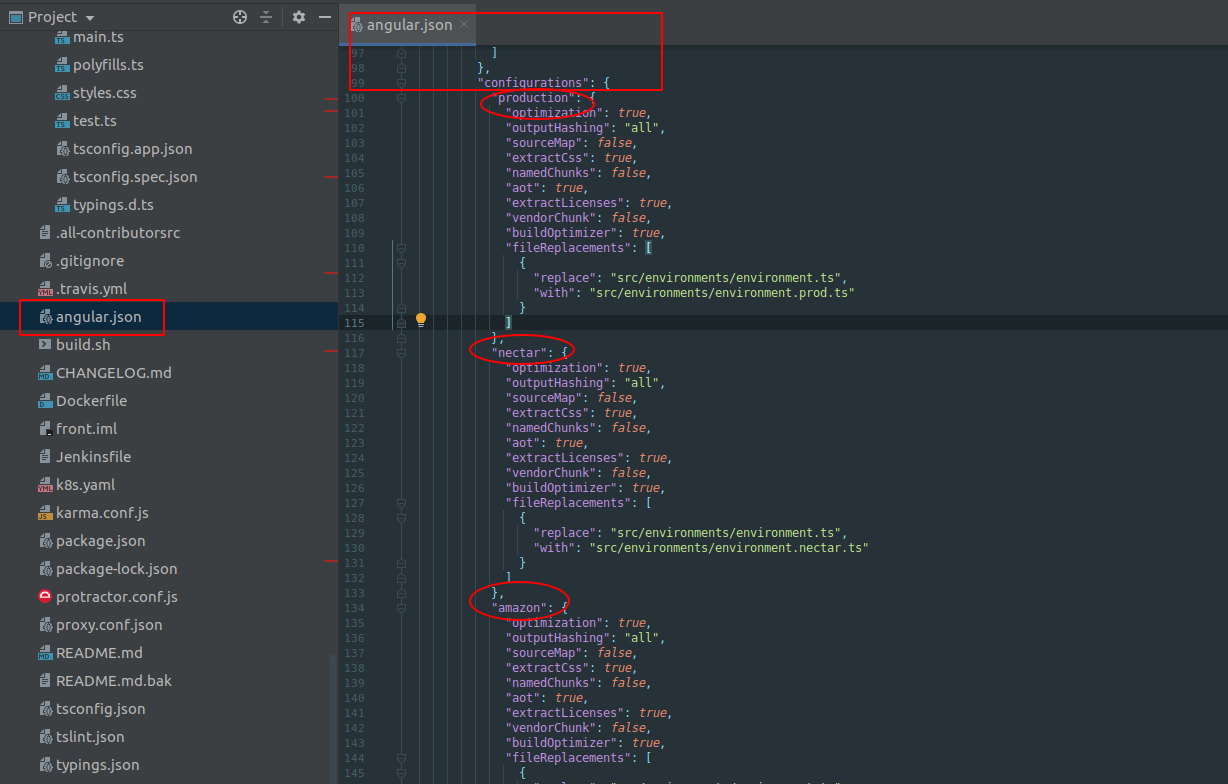 Project
main.ts
polyfills.ts
styles.css
test.ts
tsconfig.app.json
tsconfig.spec.json
typings.d.ts
.all-contributorsrc
.gitignore
.travis.yml
angular.json
build.sh
CHANGELOG.md
Dockerfile
front.iml
Jenkinsfile
k8s.yaml
karma.conf.js
package.json
package-lock.json
protractor.conf.js
proxy.conf.json
README.md
README.md.bak
tsconfig.json
tslint.json
typings.json
angular.json
97 ]
98 },
99 "configurations": {
100 "production": {
101 "optimization": true,
102 "outputHashing": "all",
103 "sourceMap": false,
104 "extractCss": true,
105 "namedChunks": false,
106 "aot": true,
107 "extractLicenses": true,
108 "vendorChunk": false,
109 "buildOptimizer": true,
110 "fileReplacements": [
111 {
112 "replace": "src/environments/environment.ts",
113 "with": "src/environments/environment.prod.ts"
114 }
115 ]
116 },
117 "nectar": {
118 "optimization": true,
119 "outputHashing": "all",
120 "sourceMap": false,
121 "extractCss": true,
122 "namedChunks": false,
123 "aot": true,
124 "extractLicenses": true,
125 "vendorChunk": false,
126 "buildOptimizer": true,
127 "fileReplacements": [
128 {
129 "replace": "src/environments/environment.ts",
130 "with": "src/environments/environment.nectar.ts"
131 }
132 ]
133 },
134 "amazon": {
135 "optimization": true,
136 "outputHashing": "all",
137 "sourceMap": false,
138 "extractCss": true,
139 "namedChunks": false,
140 "aot": true,
141 "extractLicenses": true,
142 "vendorChunk": false,
143 "buildOptimizer": true,
144 "fileReplacements": [
145 {